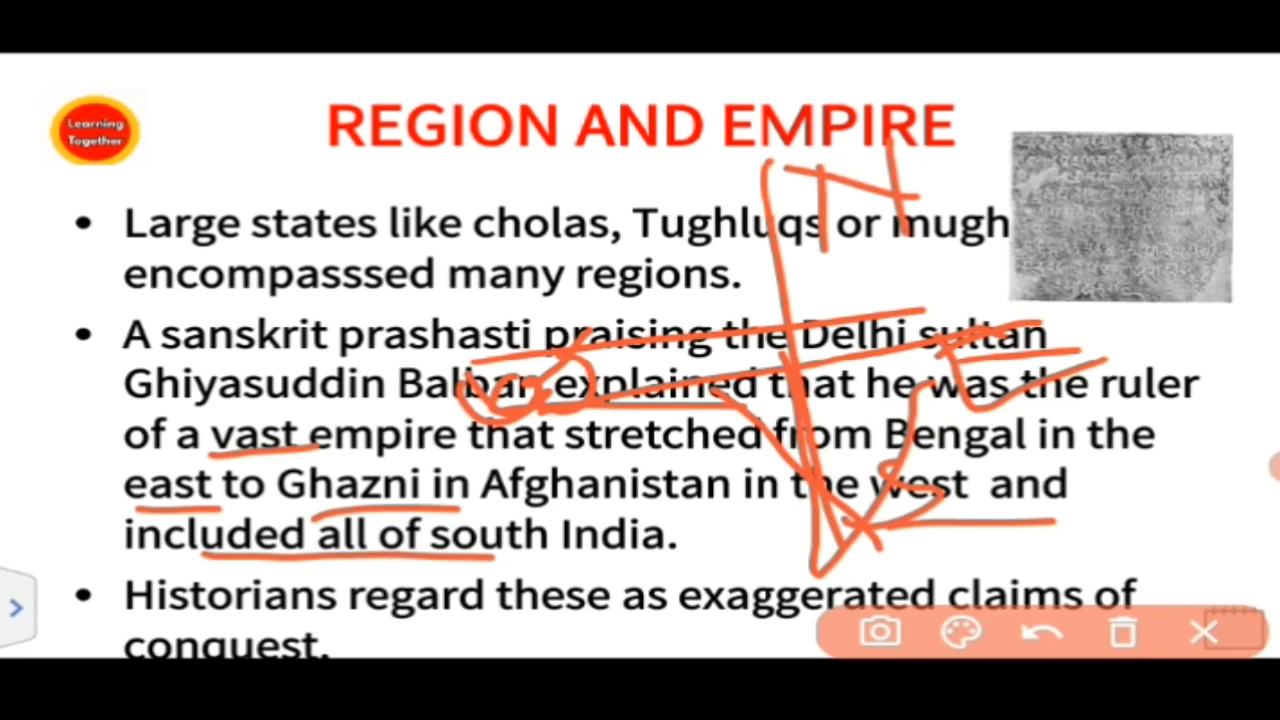 Learning
Together
REGION AND EMPIRE
• Large states like cholas, Tughluqs or mugh
encompasssed many regions.
• A sanskrit prashasti praising the Delhi sultan
Ghiyasuddin Balban explained that he was the ruler
of a vast empire that stretched from Bengal in the
east to Ghazni in Afghanistan in the west and
included all of south India.
• Historians regard these as exaggerated claims of
conquest.
N